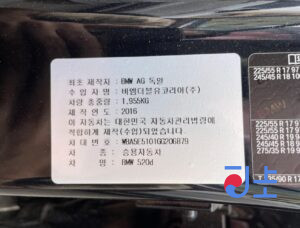 최초 제작자 : BMW AG 독일
수 입 자 명 : 비엠더블유코리아(주)
차량 총중량 : 1,955KG
제 작 연 도 : 2016
이 자동차는 대한민국 자동차관리법령에
적합하게 제작(수입)되었습니다.
차 대 번 호 : WBA5E5101GG206879
차 종 : 승용자동차
차 명 : BMW 520d
225/55 R 17 97
245/45 R 18 100
225/55 R 17 97
245/45 R 18
245/40 R 19
275/35 R 19